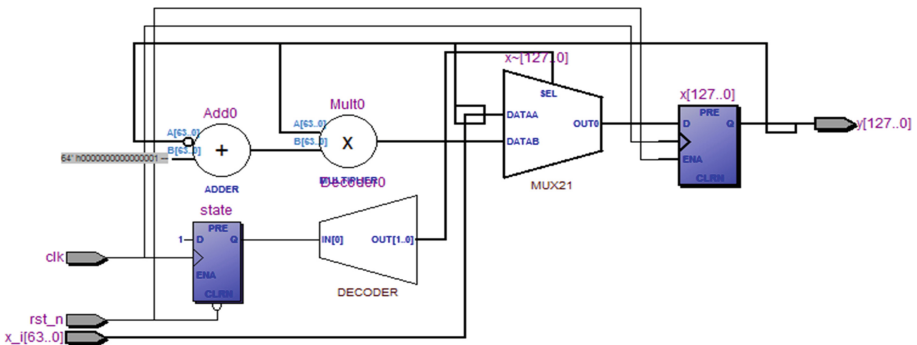 x~[127..0]
SEL
DATAA
DATAB
OUT0
MUX21
x[127..0]
PRE
D
Q
ENA
CLRN
y[127..0]
Add0
A[63..0]
B[63..0]
+
ADDER
64' h0000000000000001
Mult0
A[63..0]
B[63..0]
X
MULTIPLIER
Decoder0
IN[0]
OUT[1..0]
DECODER
state
PRE
1
D
Q
ENA
CLRN
clk
rst_n
x_i[63..0]